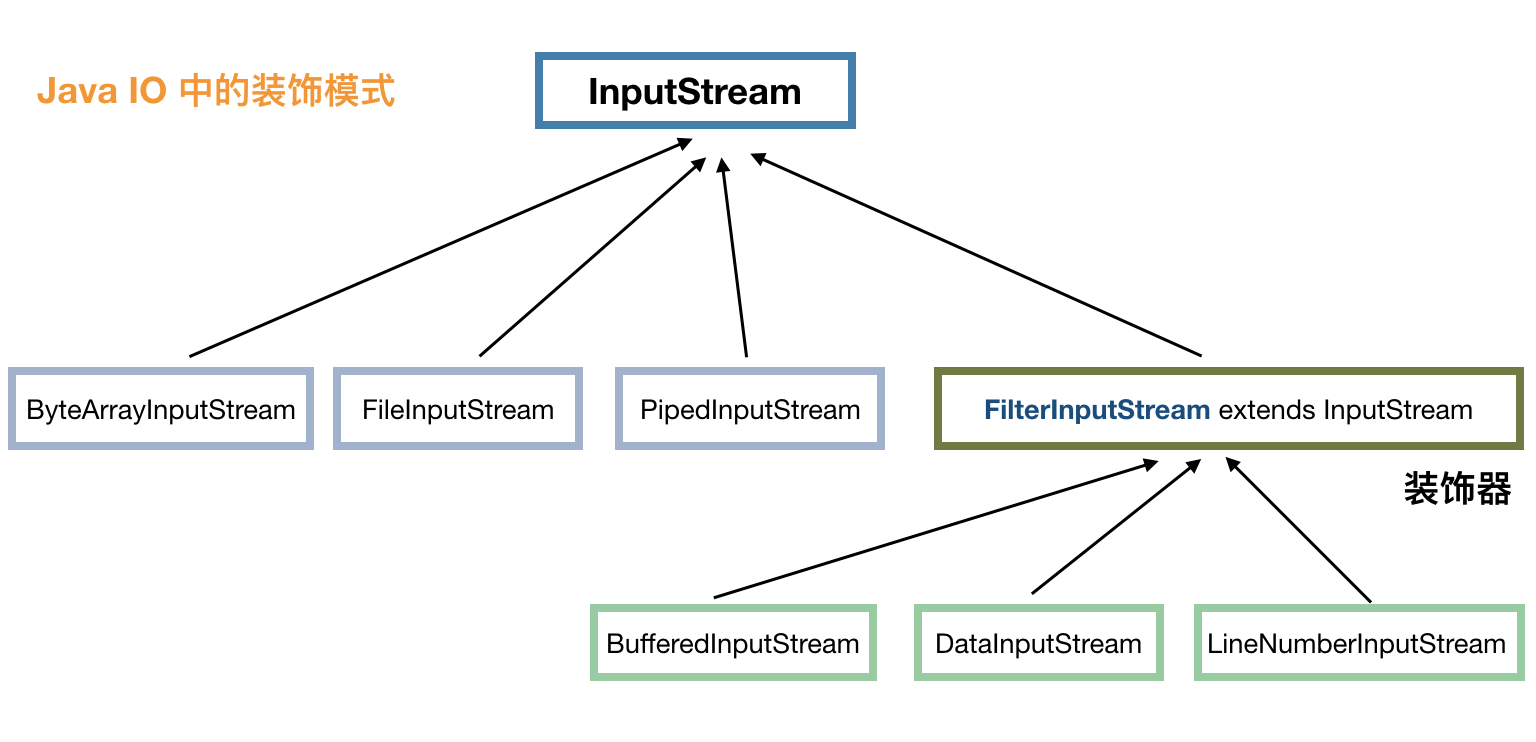 Java IO 中的装饰模式
InputStream
ByteArrayInputStream
FileInputStream
PipedInputStream
FilterInputStream extends InputStream
装饰器
BufferedInputStream
DataInputStream
LineNumberInputStream